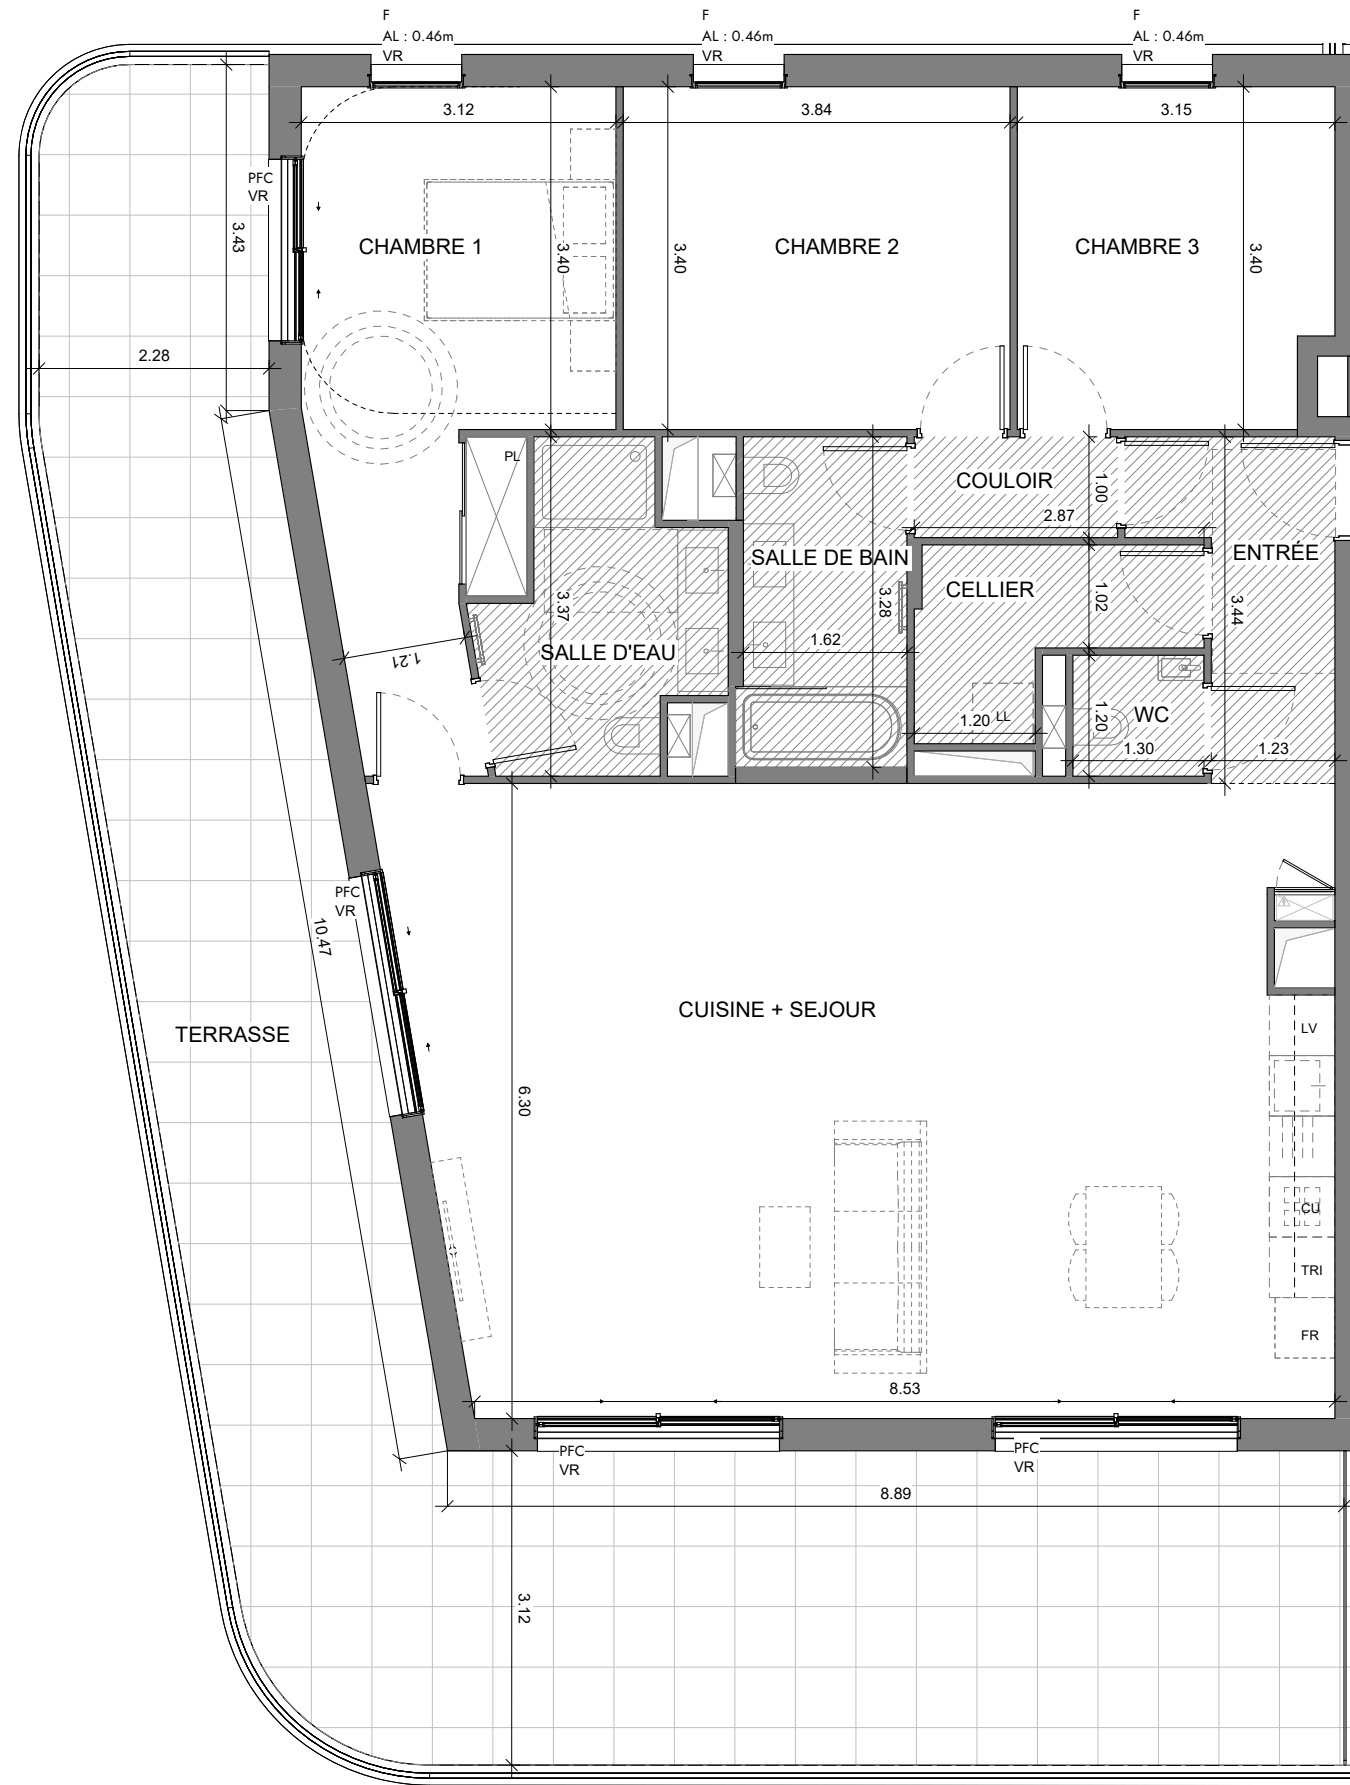 F
AL : 0.46m
VR
F
AL : 0.46m
VR
F
AL : 0.46m
VR
3.12
3.84
3.15
PFC
VR
3.43
CHAMBRE 1
3.40
3.40
CHAMBRE 2
CHAMBRE 3
3.40
2.28
PL
COULOIR
1.00
2.87
SALLE DE BAIN
ENTRÉE
CELLIER
3.37
3.28
1.02
3.44
1.21
SALLE D'EAU
1.62
1.20
LL
1.20
WC
1.30
1.23
PFC
VR
10.47
CUISINE + SEJOUR
TERRASSE
LV
6.30
CU
TRI
FR
8.53
PFC
VR
PFC
VR
8.89
3.12